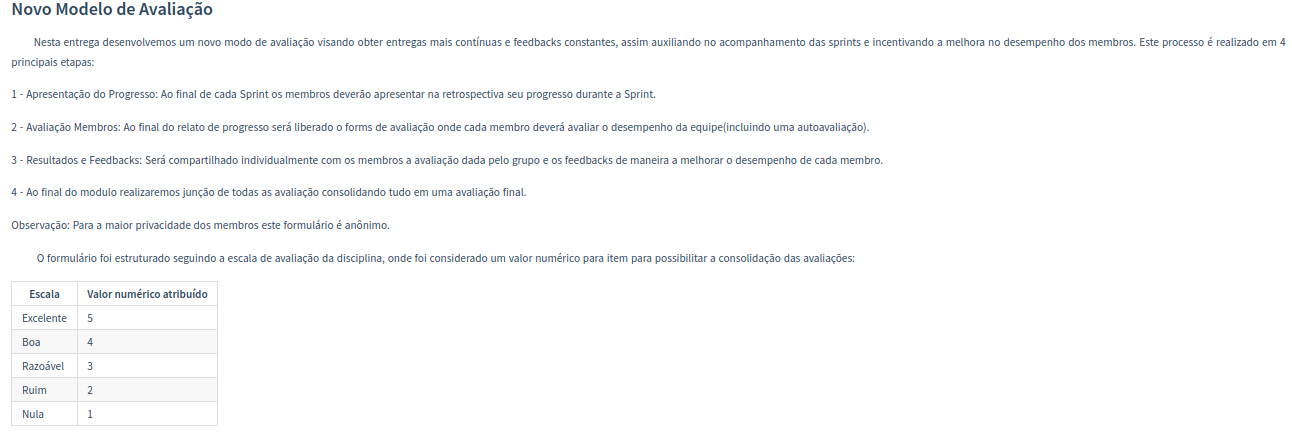 Novo Modelo de Avaliação
Nesta entrega desenvolvemos um novo modo de avaliação visando obter entregas mais contínuas e feedbacks constantes, assim auxiliando no acompanhamento das sprints e incentivando a melhora no desempenho dos membros. Este processo é realizado em 4
principais etapas:
1 - Apresentação do Progresso: Ao final de cada Sprint os membros deverão apresentar na retrospectiva seu progresso durante a Sprint.
2 - Avaliação Membros: Ao final do relato de progresso será liberado o forms de avaliação onde cada membro deverá avaliar o desempenho da equipe(incluindo uma autoavaliação).
3 - Resultados e Feedbacks: Será compartilhado individualmente com os membros a avaliação dada pelo grupo e os feedbacks de maneira a melhorar o desempenho de cada membro.
4 - Ao final do modulo realizaremos junção de todas as avaliação consolidando tudo em uma avaliação final.
Observação: Para a maior privacidade dos membros este formulário é anônimo.
O formulário foi estruturado seguindo a escala de avaliação da disciplina, onde foi considerado um valor numérico para item para possibilitar a consolidação das avaliações:
Escala Valor numérico atribuído
Excelente 5
Boa 4
Razoável 3
Ruim 2
Nula 1